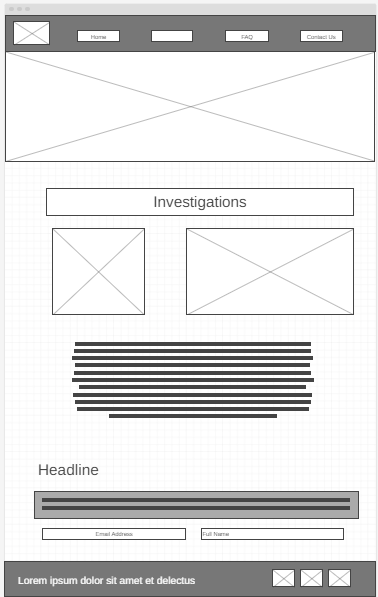 Home
FAQ
Contact Us
Investigations
Headline
Email Address
Full Name
Lorem ipsum dolor sit amet et delectus